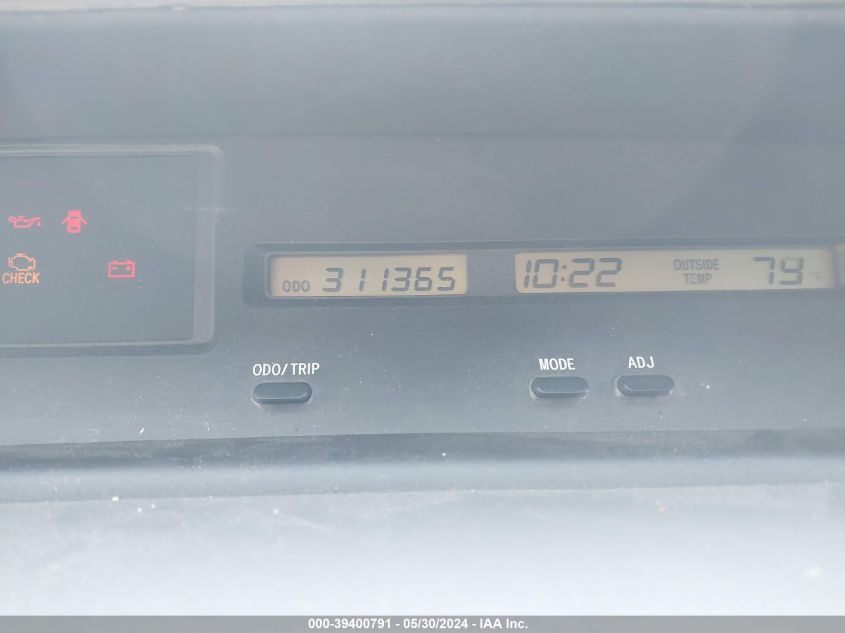 CHECK
ODO 311365
10:22 OUTSIDE TEMP 79 °F
ODO/TRIP
MODE
ADJ
000-39400791 - 05/30/2024 - IAA Inc.